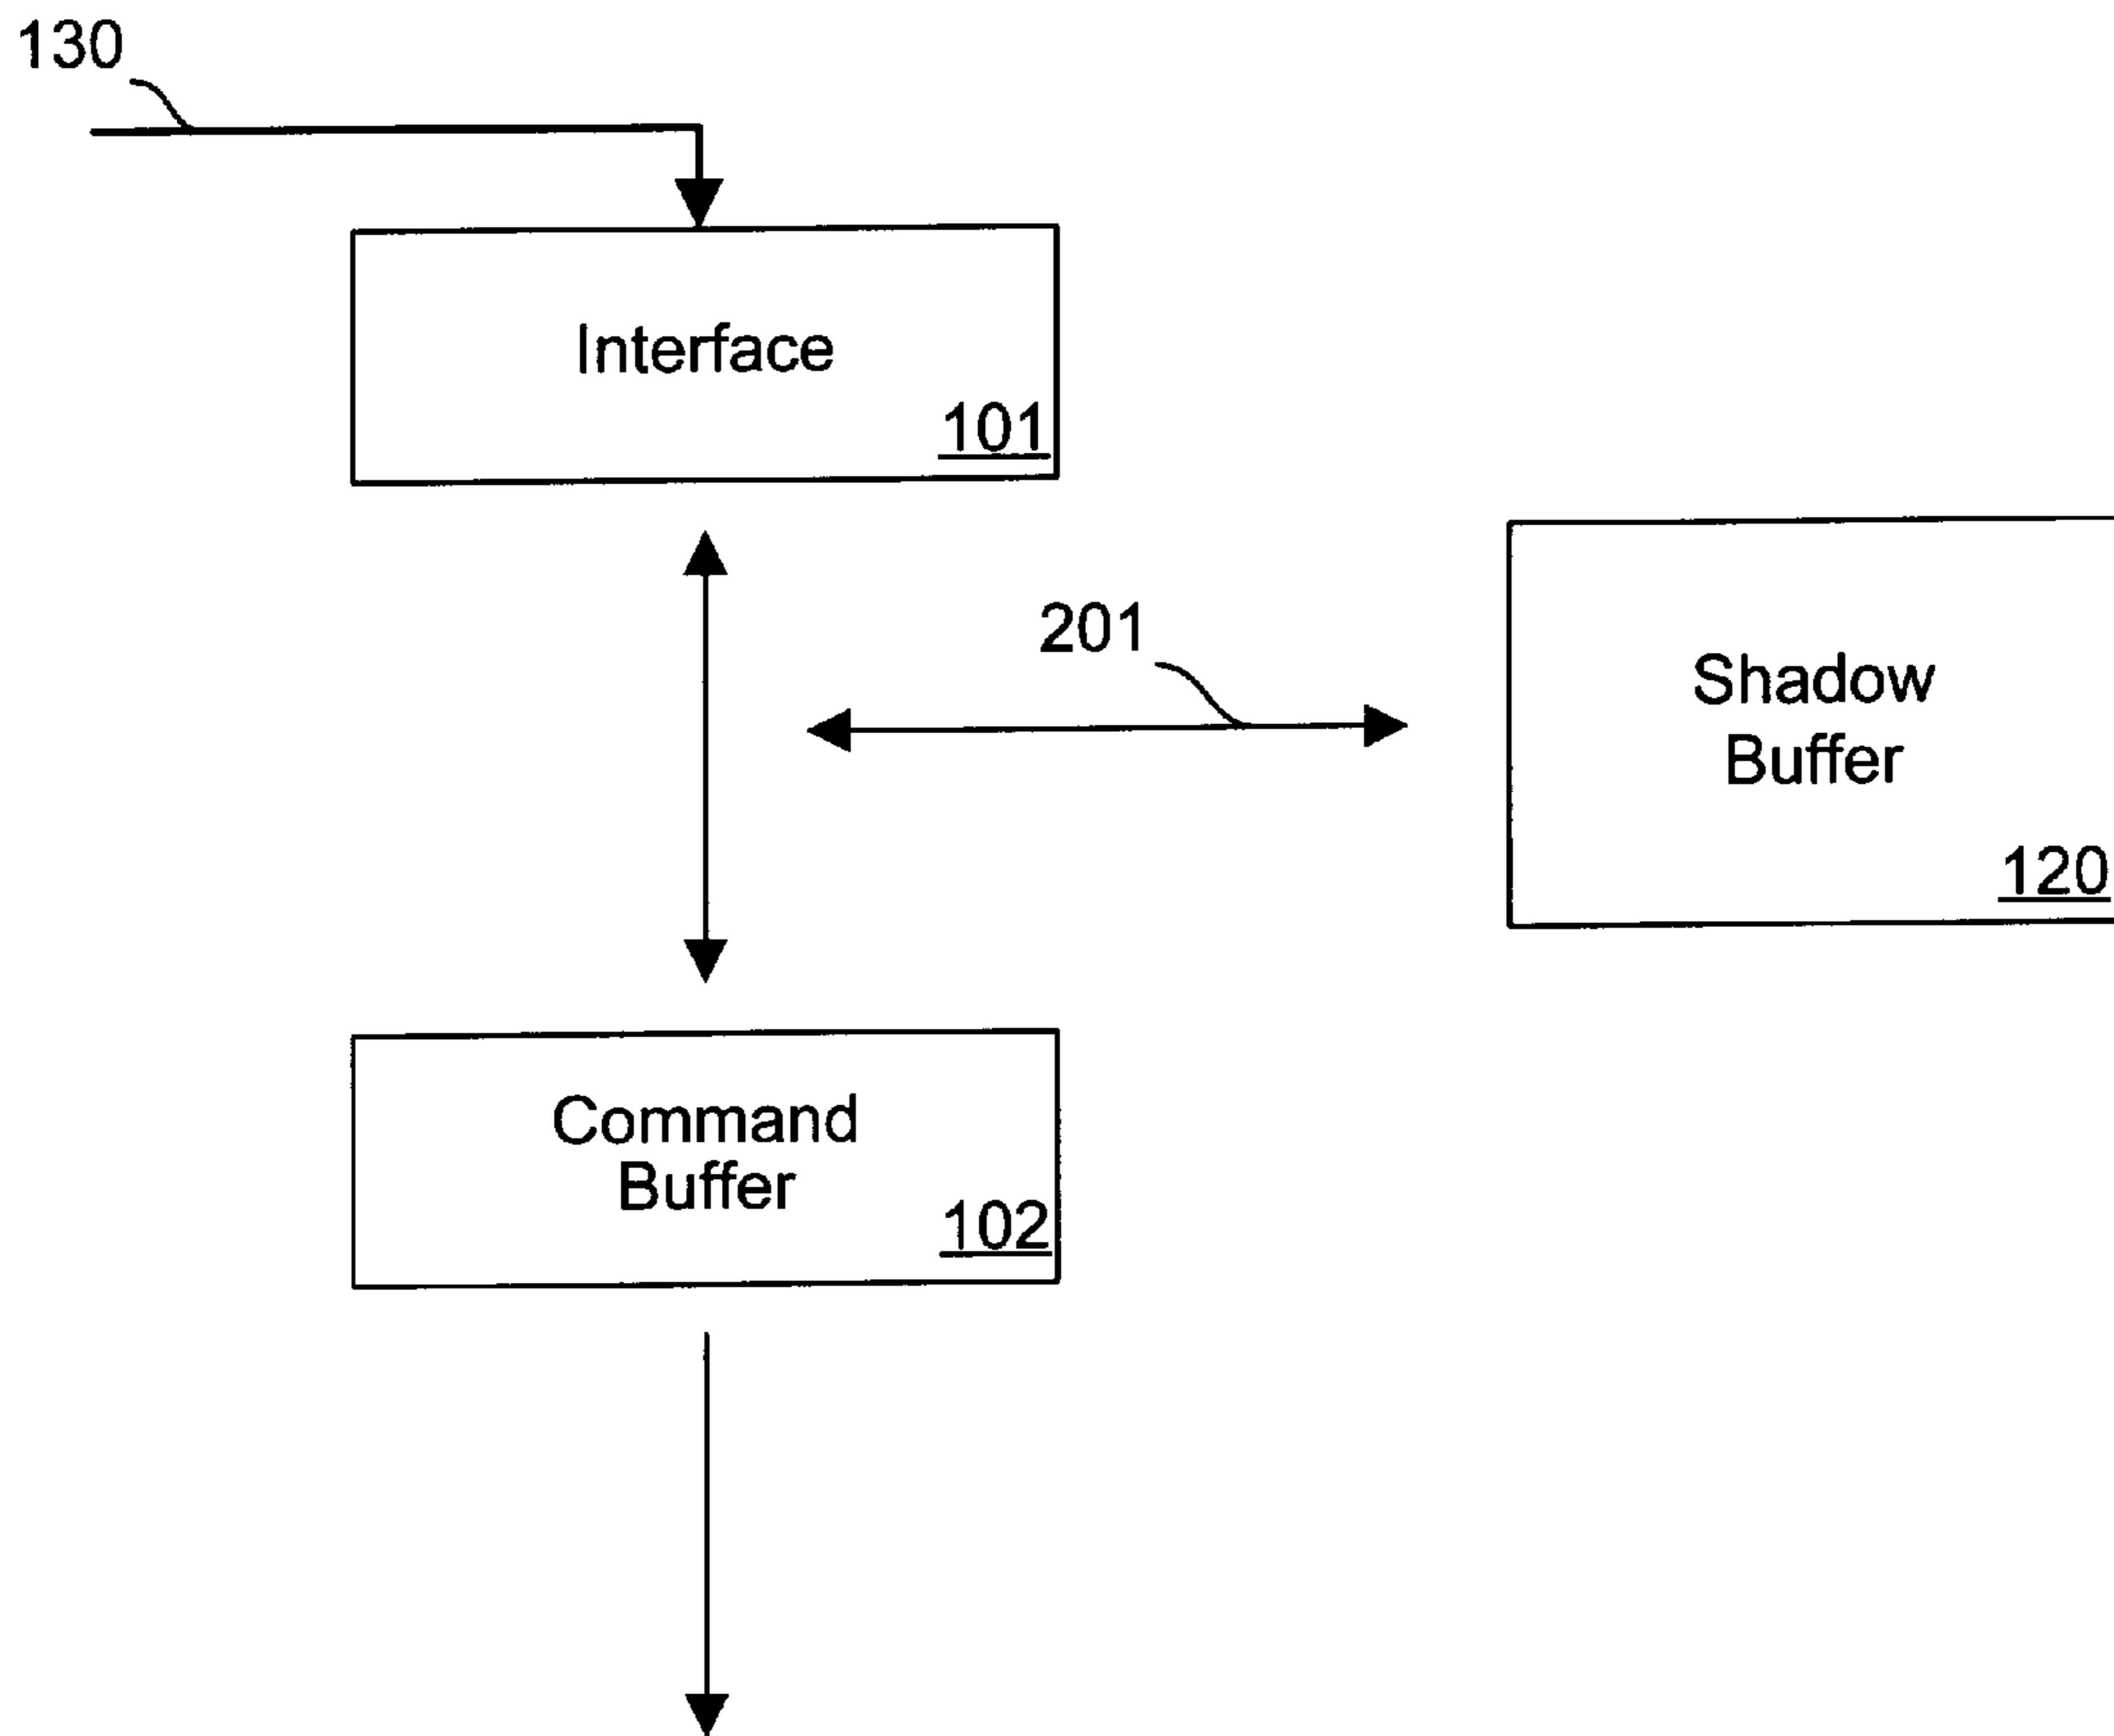 130
Interface
101
201
Shadow
Buffer
120
Command
Buffer
102